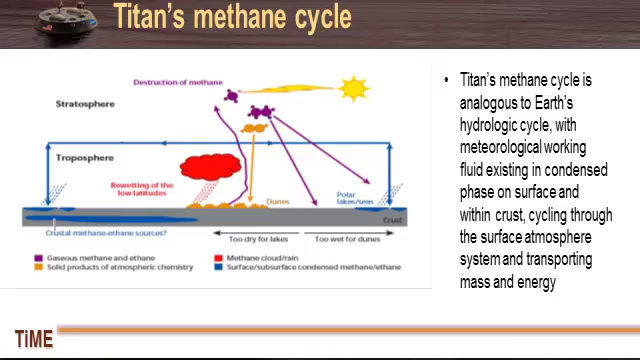 Titan's methane cycle
Destruction of methane
Stratosphere
Troposphere
Rewetting of the
low latitudes
Dunes
Polar
lakes/seas
Crust
Crustal methane-ethane sources?
Too dry for lakes
Too wet for dunes
Gaseous methane and ethane
Methane cloud/rain
Solid products of atmospheric chemistry
Surface/subsurface condensed methane/ethane
• Titan's methane cycle is
analogous to Earth's
hydrologic cycle, with
meteorological working
fluid existing in condensed
phase on surface and
within crust, cycling through
the surface atmosphere
system and transporting
mass and energy
TiME